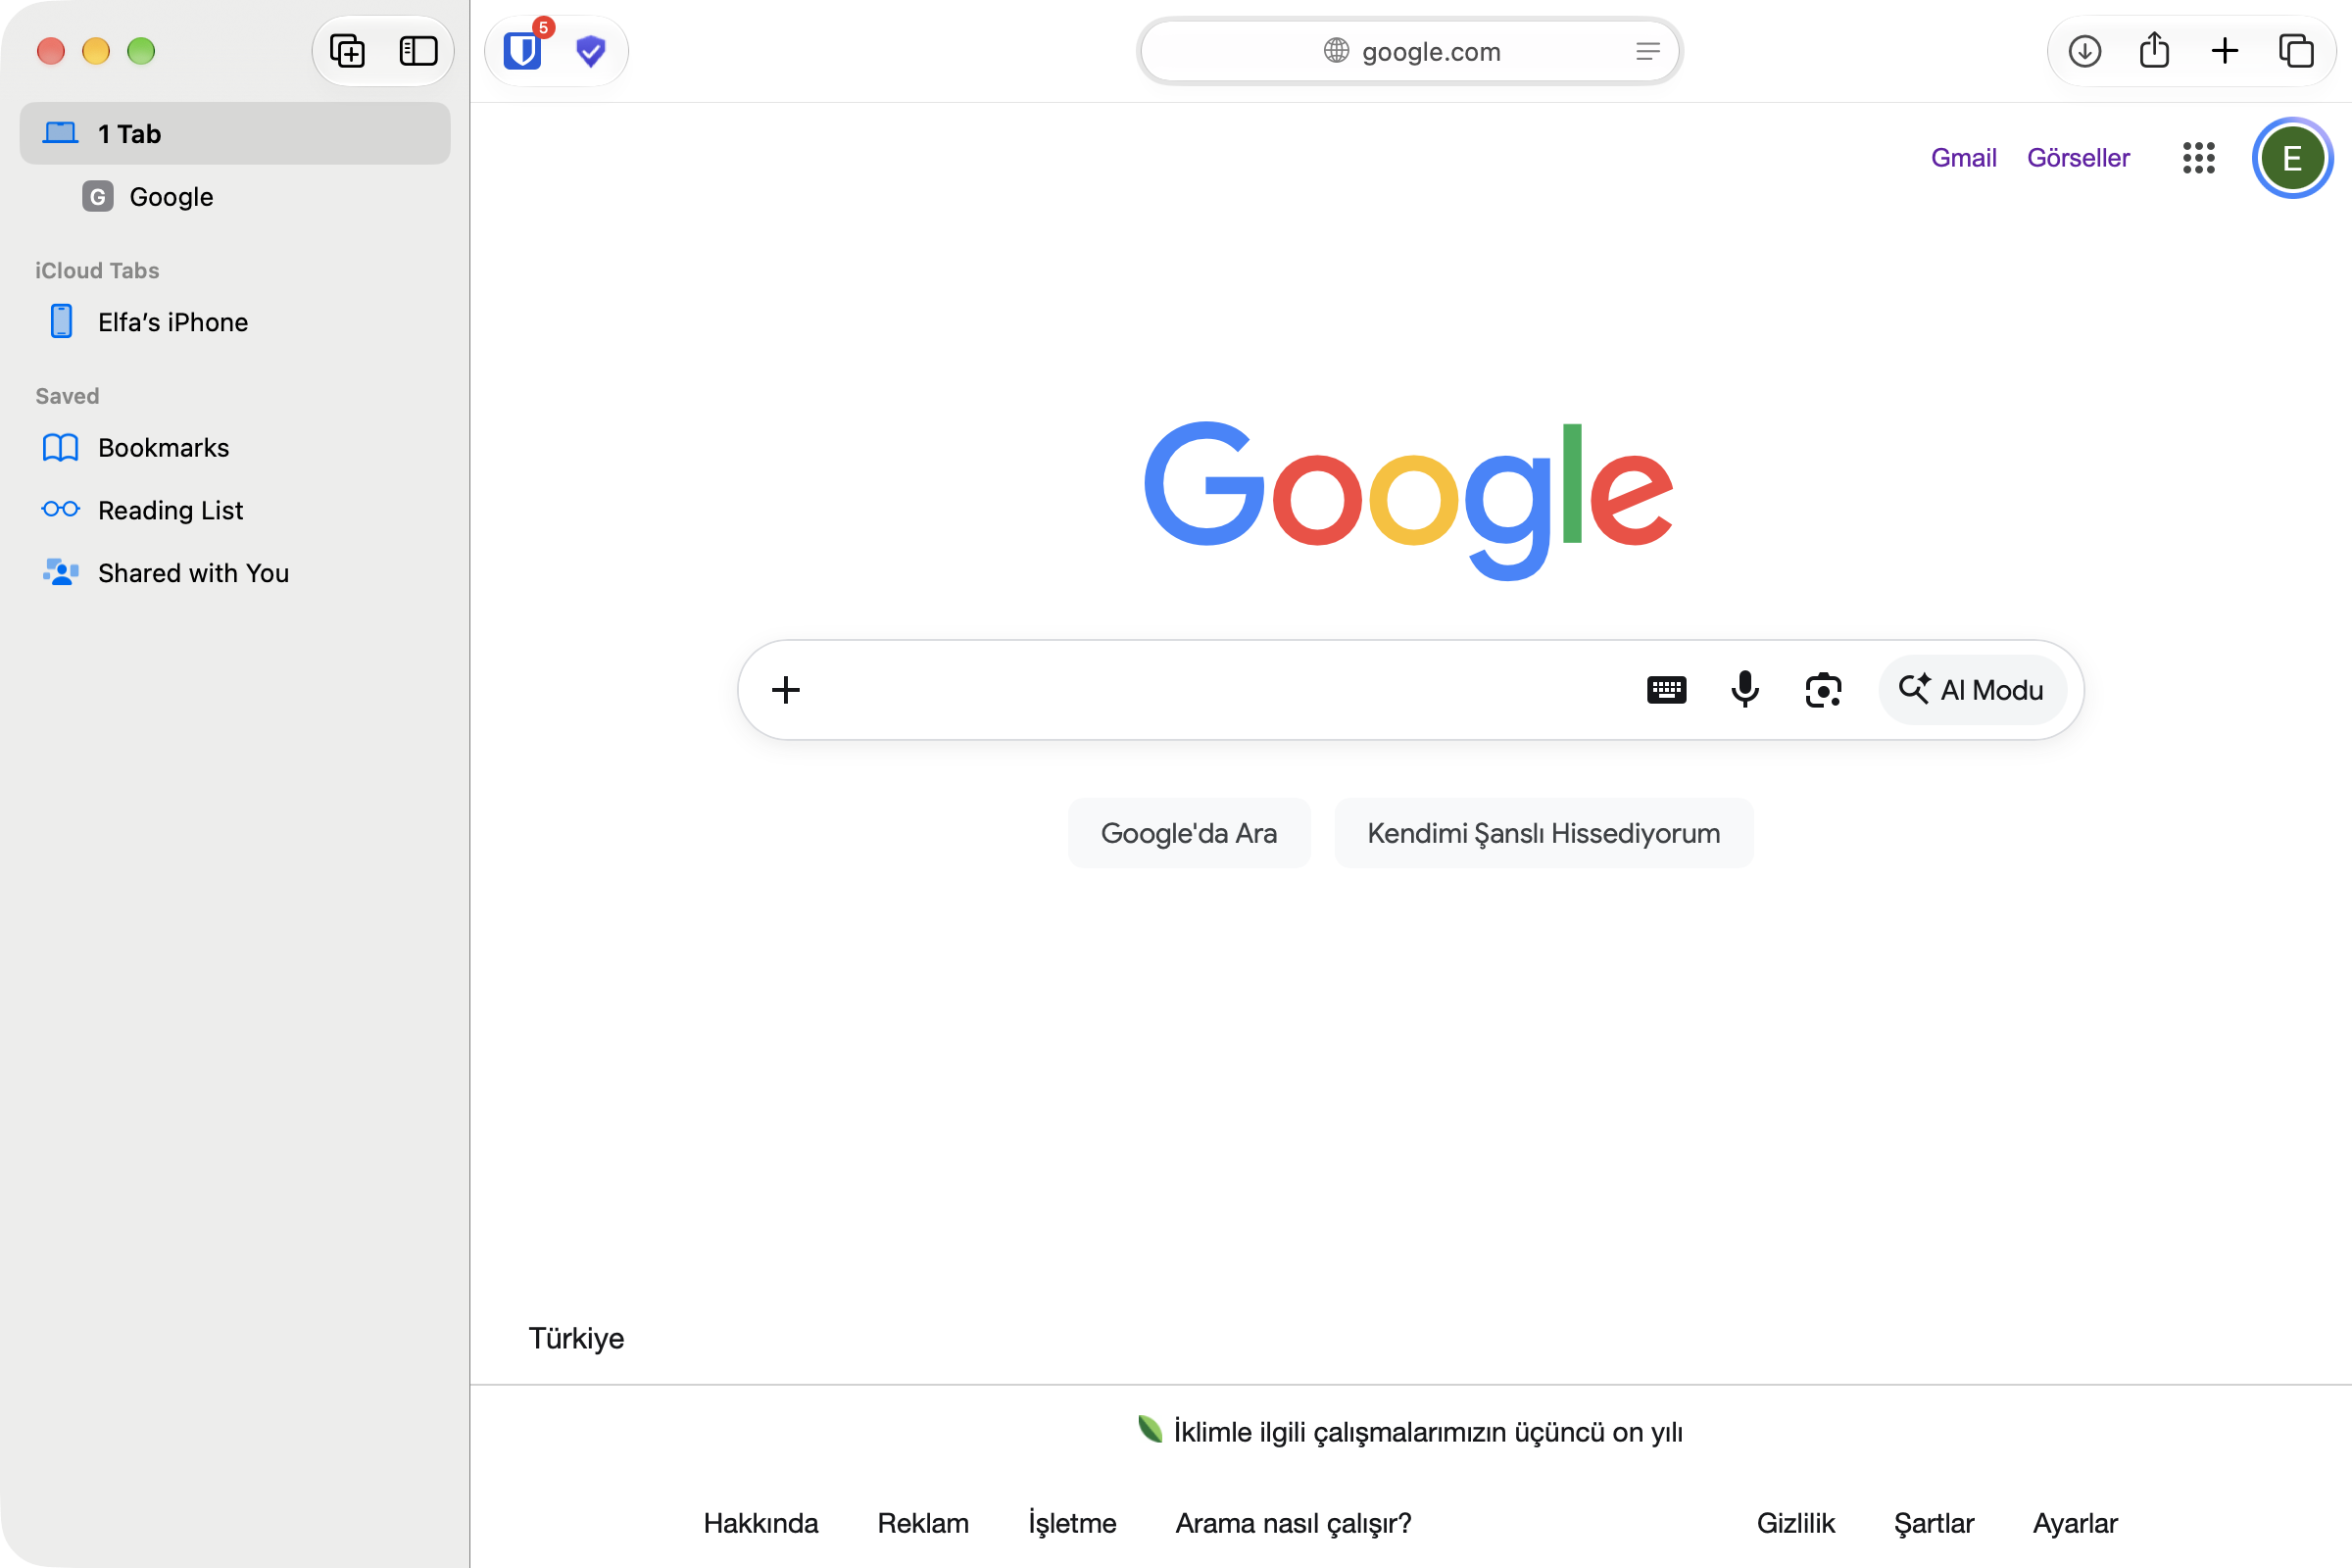 5
google.com
1 Tab
G Google
iCloud Tabs
Elfa’s iPhone
Saved
Bookmarks
Reading List
Shared with You
Gmail Görseller
E
Google
AI Modu
Google'da Ara Kendimi Şanslı Hissediyorum
Türkiye
İklimle ilgili çalışmalarımızın üçüncü on yılı
Hakkında Reklam İşletme Arama nasıl çalışır? Gizlilik Şartlar Ayarlar